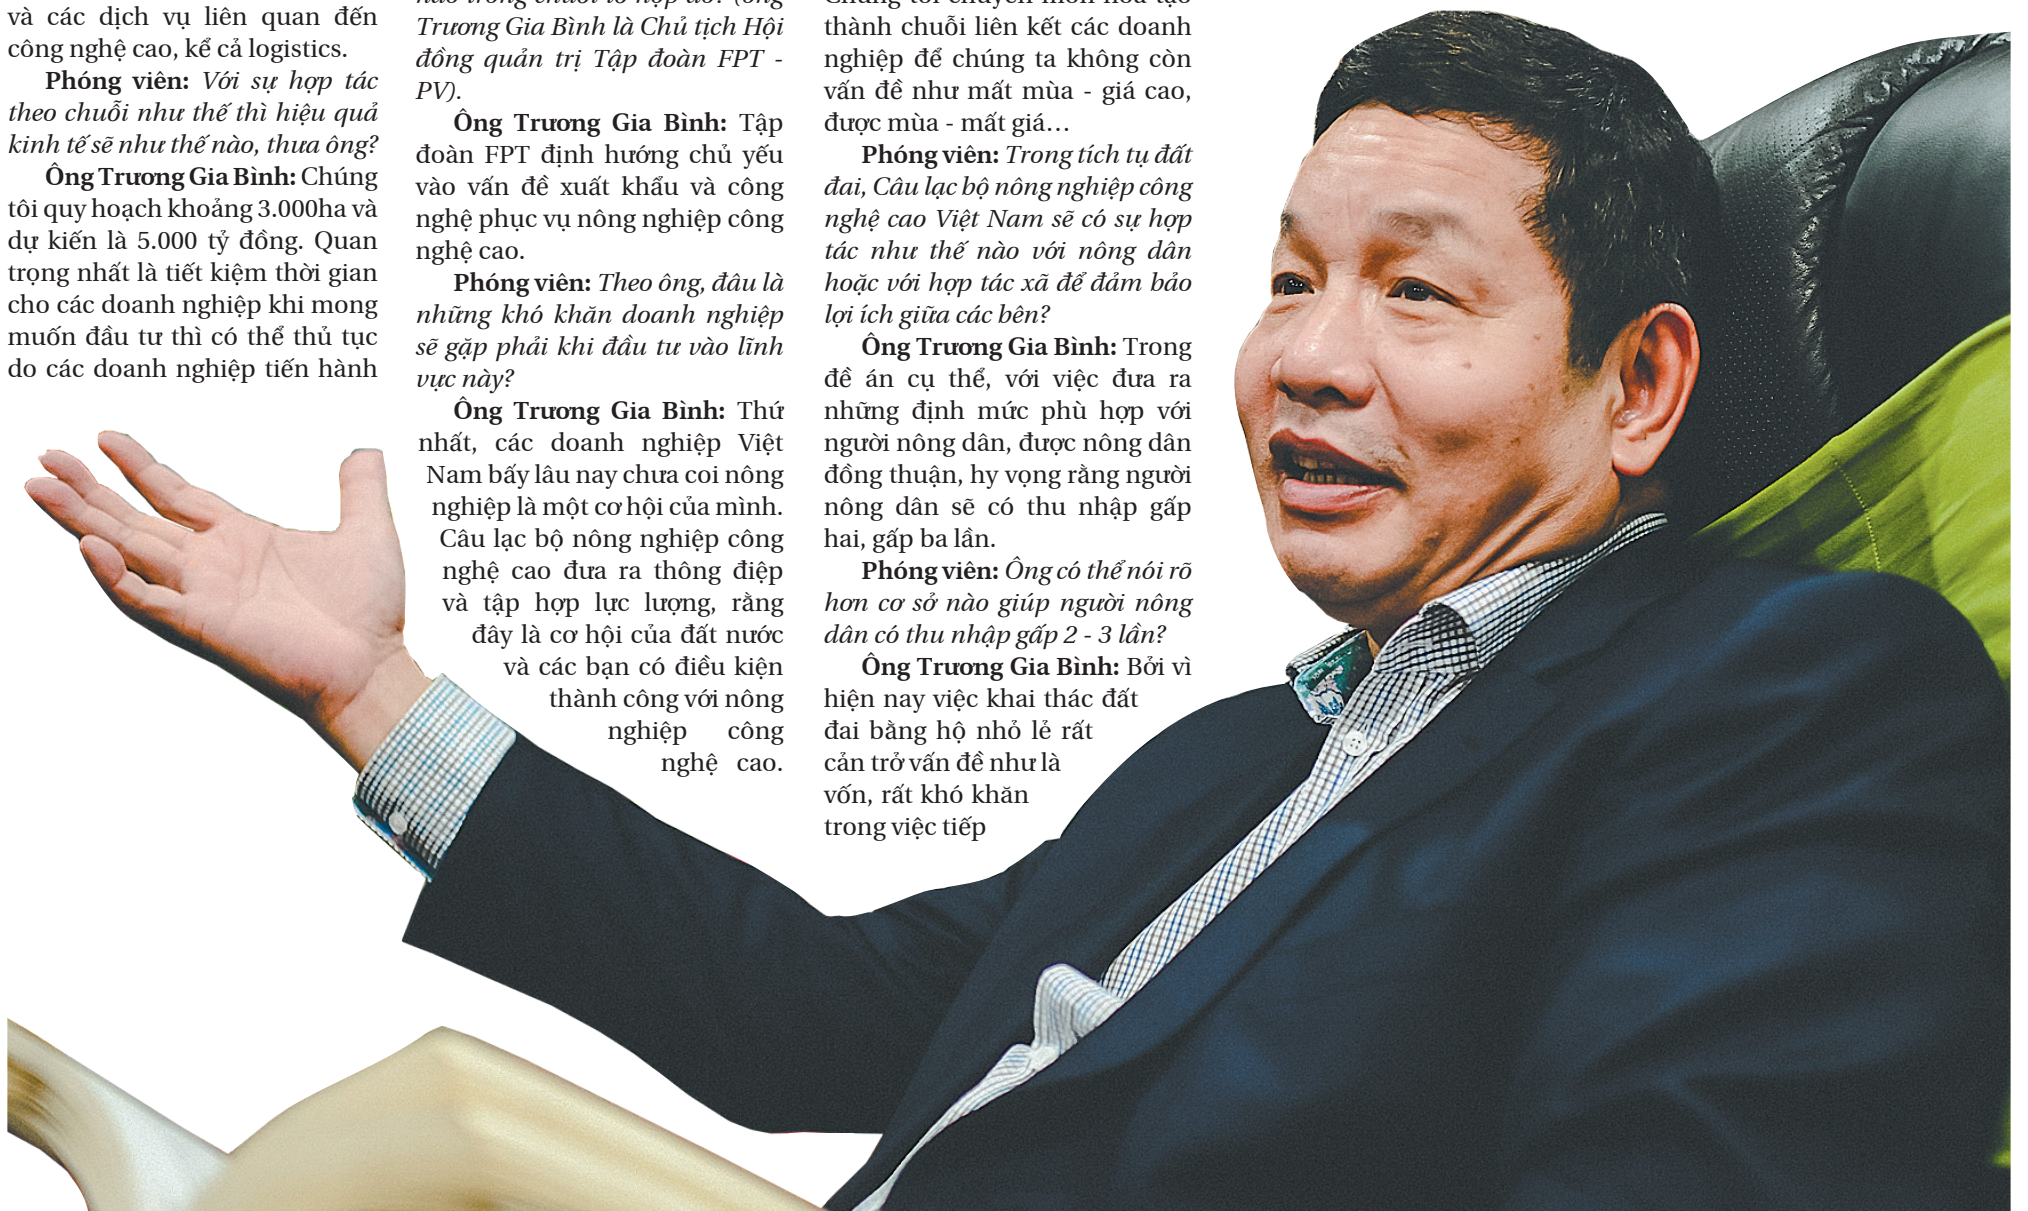 và các dịch vụ liên quan đến
công nghệ cao, kể cả logistics.
Phóng viên: Với sự hợp tác
theo chuỗi như thế thì hiệu quả
kinh tế sẽ như thế nào, thưa ông?
Ông Trương Gia Bình: Chúng
tôi quy hoạch khoảng 3.000ha và
dự kiến là 5.000 tỷ đồng. Quan
trọng nhất là tiết kiệm thời gian
cho các doanh nghiệp khi mong
muốn đầu tư thì có thể thủ tục
do các doanh nghiệp tiến hành
nào trong chuỗi tổ hợp đó? (ông
Trương Gia Bình là Chủ tịch Hội
đồng quản trị Tập đoàn FPT -
PV).
Ông Trương Gia Bình: Tập
đoàn FPT định hướng chủ yếu
vào vấn đề xuất khẩu và công
nghệ phục vụ nông nghiệp công
nghệ cao.
Phóng viên: Theo ông, đâu là
những khó khăn doanh nghiệp
sẽ gặp phải khi đầu tư vào lĩnh
vực này?
Ông Trương Gia Bình: Thứ
nhất, các doanh nghiệp Việt
Nam bấy lâu nay chưa coi nông
nghiệp là một cơ hội của mình.
Câu lạc bộ nông nghiệp công
nghệ cao đưa ra thông điệp
và tập hợp lực lượng, rằng
đây là cơ hội của đất nước
và các bạn có điều kiện
thành công với nông
nghiệp công
nghệ cao.
Chúng tôi chuyên môn hóa tạo
thành chuỗi liên kết các doanh
nghiệp để chúng ta không còn
vấn đề như mất mùa - giá cao,
được mùa - mất giá...
Phóng viên: Trong tích tụ đất
đai, Câu lạc bộ nông nghiệp công
nghệ cao Việt Nam sẽ có sự hợp
tác như thế nào với nông dân
hoặc với hợp tác xã để đảm bảo
lợi ích giữa các bên?
Ông Trương Gia Bình: Trong
đề án cụ thể, với việc đưa ra
những định mức phù hợp với
người nông dân, được nông dân
đồng thuận, hy vọng rằng người
nông dân sẽ có thu nhập gấp
hai, gấp ba lần.
Phóng viên: Ông có thể nói rõ
hơn cơ sở nào giúp người nông
dân có thu nhập gấp 2 - 3 lần?
Ông Trương Gia Bình: Bởi vì
hiện nay việc khai thác đất
đai bằng hộ nhỏ lẻ rất
cản trở vấn đề như là
vốn, rất khó khăn
trong việc tiếp